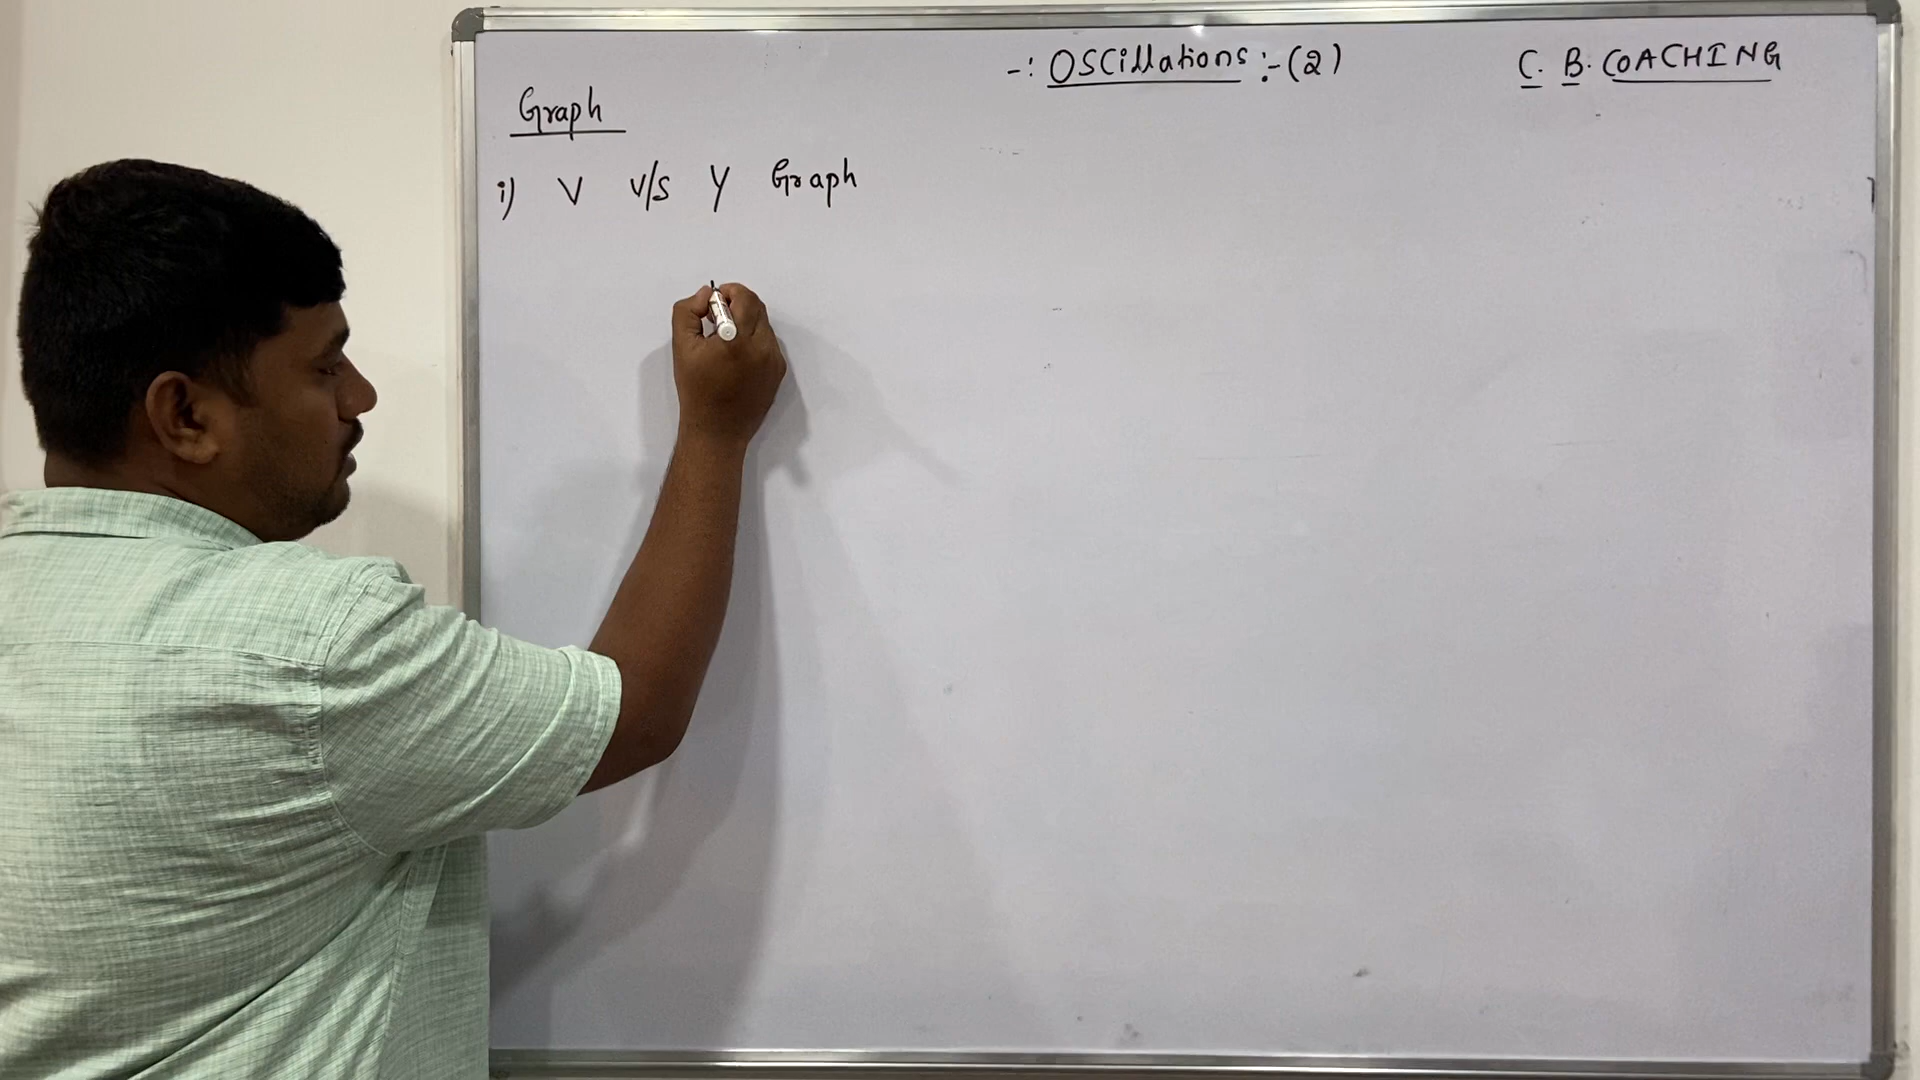 -: OSCillations :- (2)
C. B. COACHING
Graph
i) V v/s Y Graph